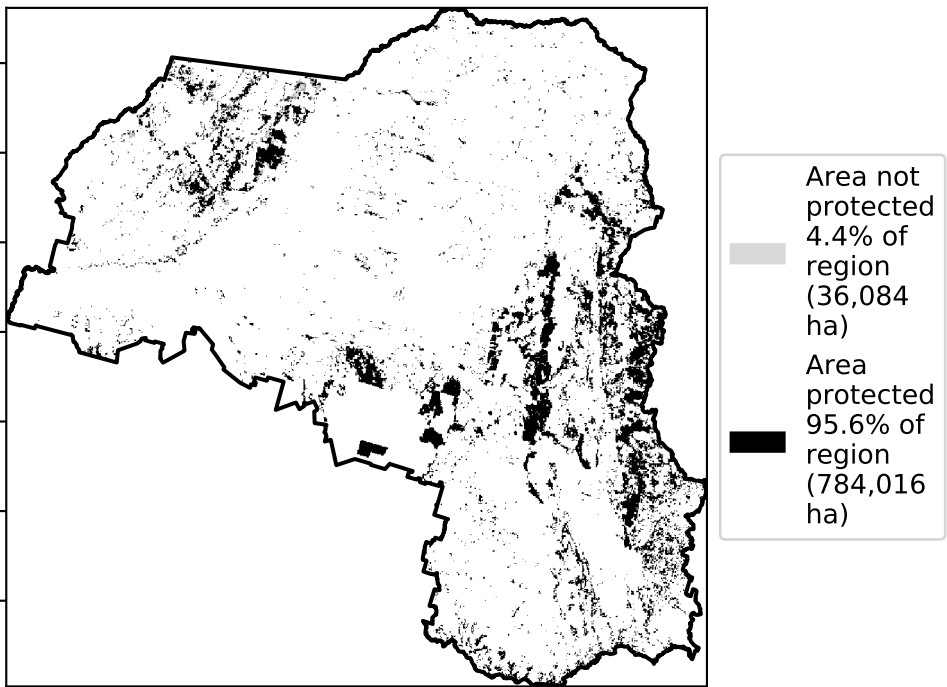 Area not
protected
4.4% of
region
(36,084
ha)
Area
protected
95.6% of
region
(784,016
ha)